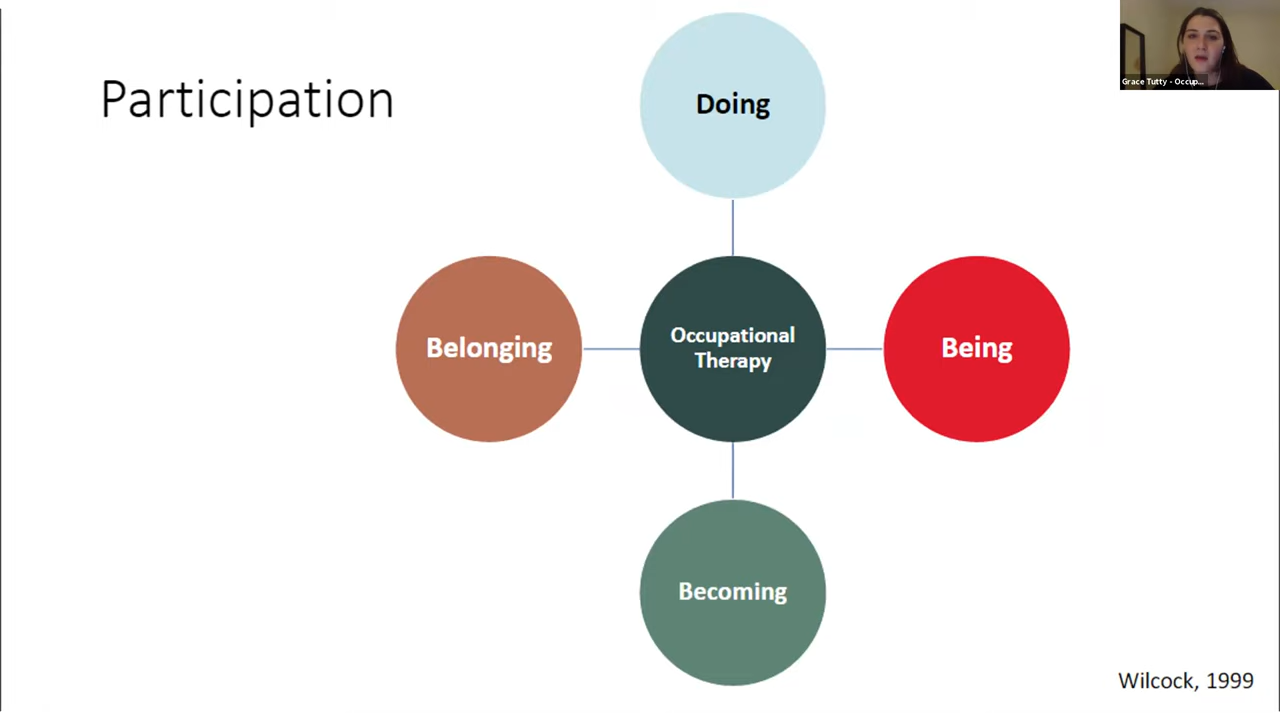 Participation
Grace Tutty - Occup...
Doing
Belonging
Occupational
Therapy
Being
Becoming
Wilcock, 1999